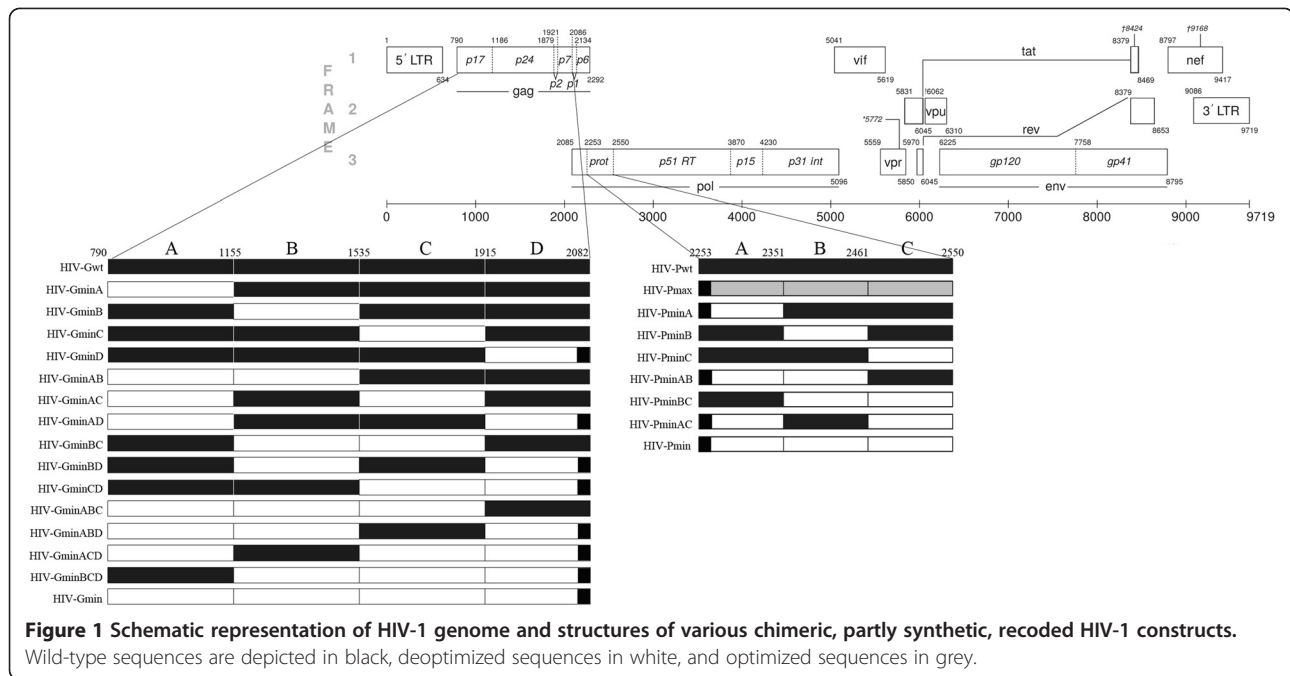 1921 2086
1 790 1186 1879 2134 5041 †8424 8379 8797 †9168
1 5´ LTR p17 p24 p7 p6 vif tat nef
634 p2 p1 2292 5619 8469 9417
gag
FRAME
5831 !6062 8379 9086
2 vpu 3´ LTR
*5772 6045 6310 rev 8653 9719
2085 2253 2550 3870 4230 5559 5970 6225 7758
3 prot p51 RT p15 p31 int vpr gp120 gp41
5096 5850 6045 8795
pol env
0 1000 2000 3000 4000 5000 6000 7000 8000 9000 9719
790 A 1155 B 1535 C 1915 D 2082
HIV-Gwt
HIV-GminA
HIV-GminB
HIV-GminC
HIV-GminD
HIV-GminAB
HIV-GminAC
HIV-GminAD
HIV-GminBC
HIV-GminBD
HIV-GminCD
HIV-GminABC
HIV-GminABD
HIV-GminACD
HIV-GminBCD
HIV-Gmin
2253 A 2351 B 2461 C 2550
HIV-Pwt
HIV-Pmax
HIV-PminA
HIV-PminB
HIV-PminC
HIV-PminAB
HIV-PminBC
HIV-PminAC
HIV-Pmin
Figure 1 Schematic representation of HIV-1 genome and structures of various chimeric, partly synthetic, recoded HIV-1 constructs.
Wild-type sequences are depicted in black, deoptimized sequences in white, and optimized sequences in grey.